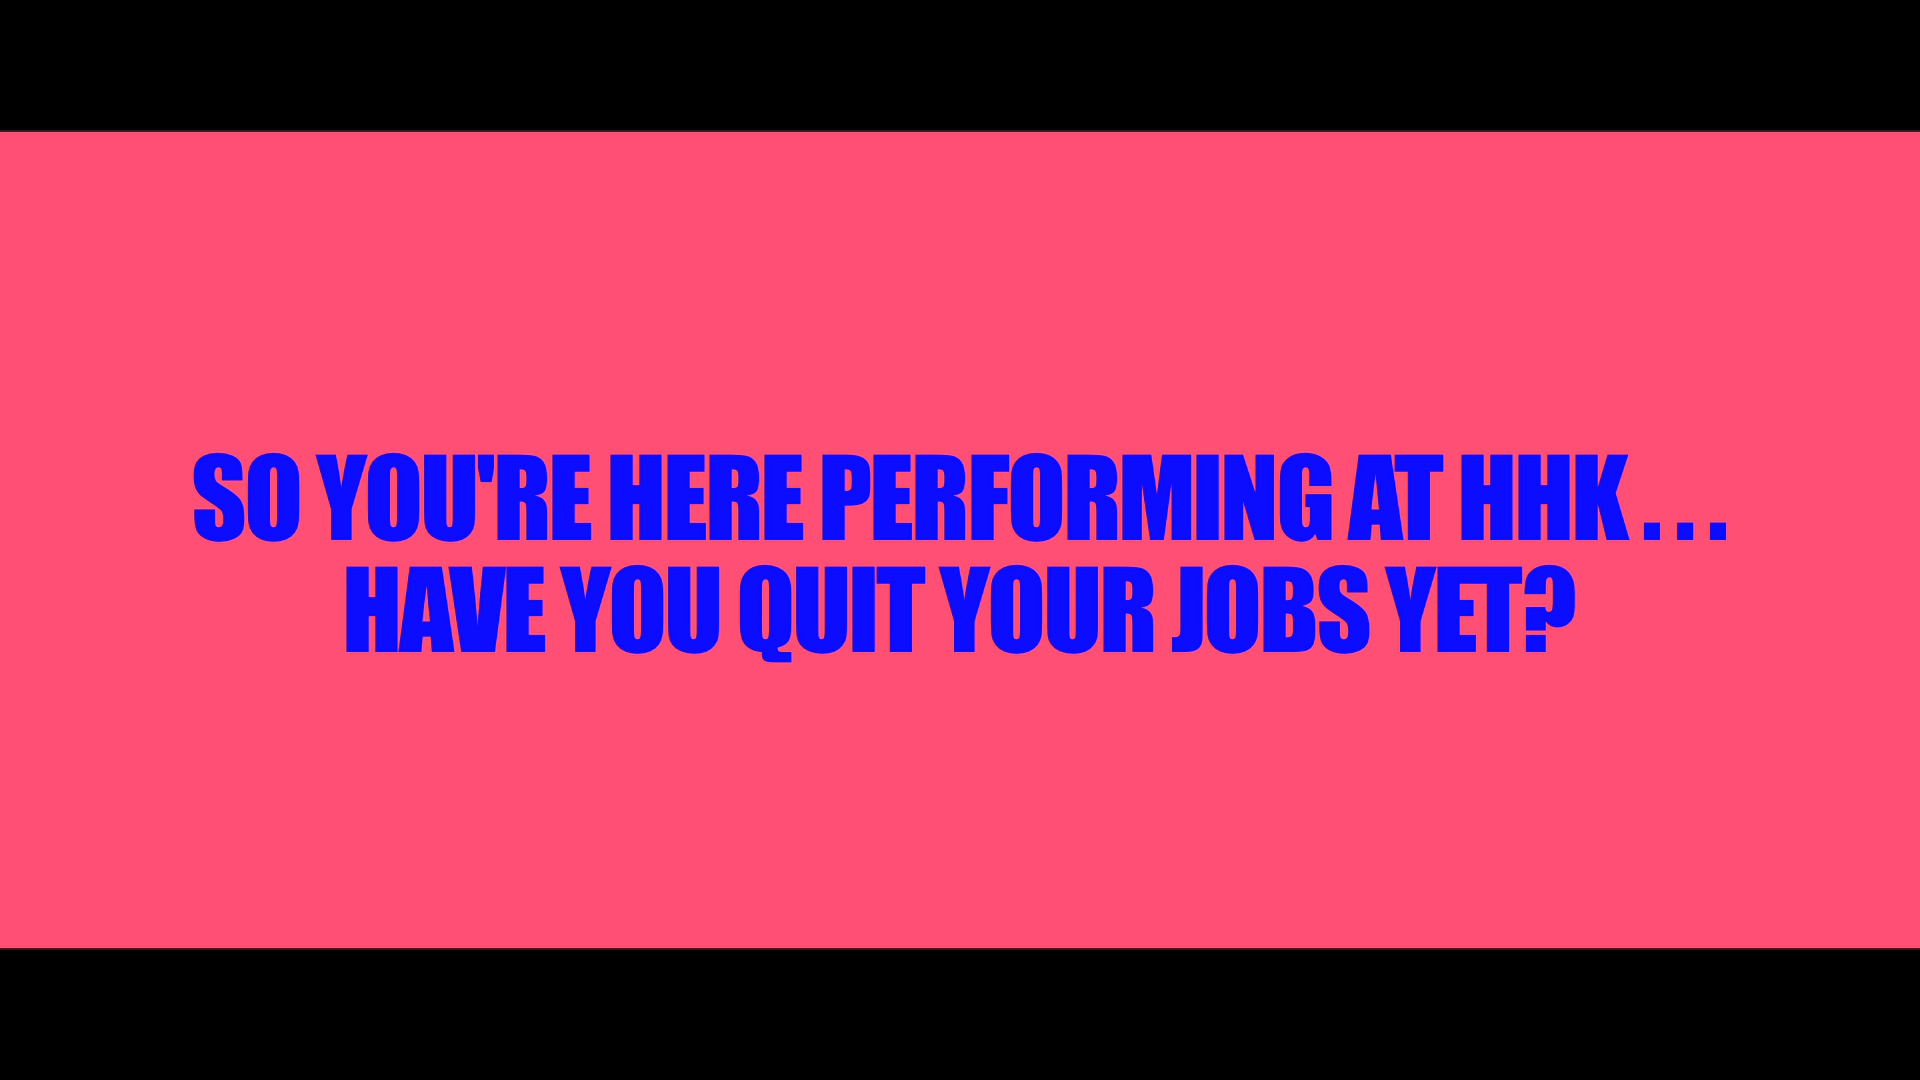 SO YOU'RE HERE PERFORMING AT HHK . . .
HAVE YOU QUIT YOUR JOBS YET?